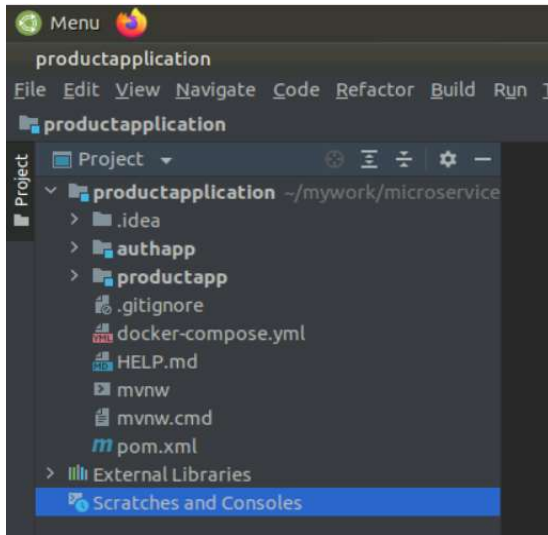 Menu
productapplication
File Edit View Navigate Code Refactor Build Run
productapplication
Project
Project
productapplication ~/mywork/microservice
.idea
authapp
productapp
.gitignore
docker-compose.yml
HELP.md
mvnw
mvnw.cmd
pom.xml
External Libraries
Scratches and Consoles